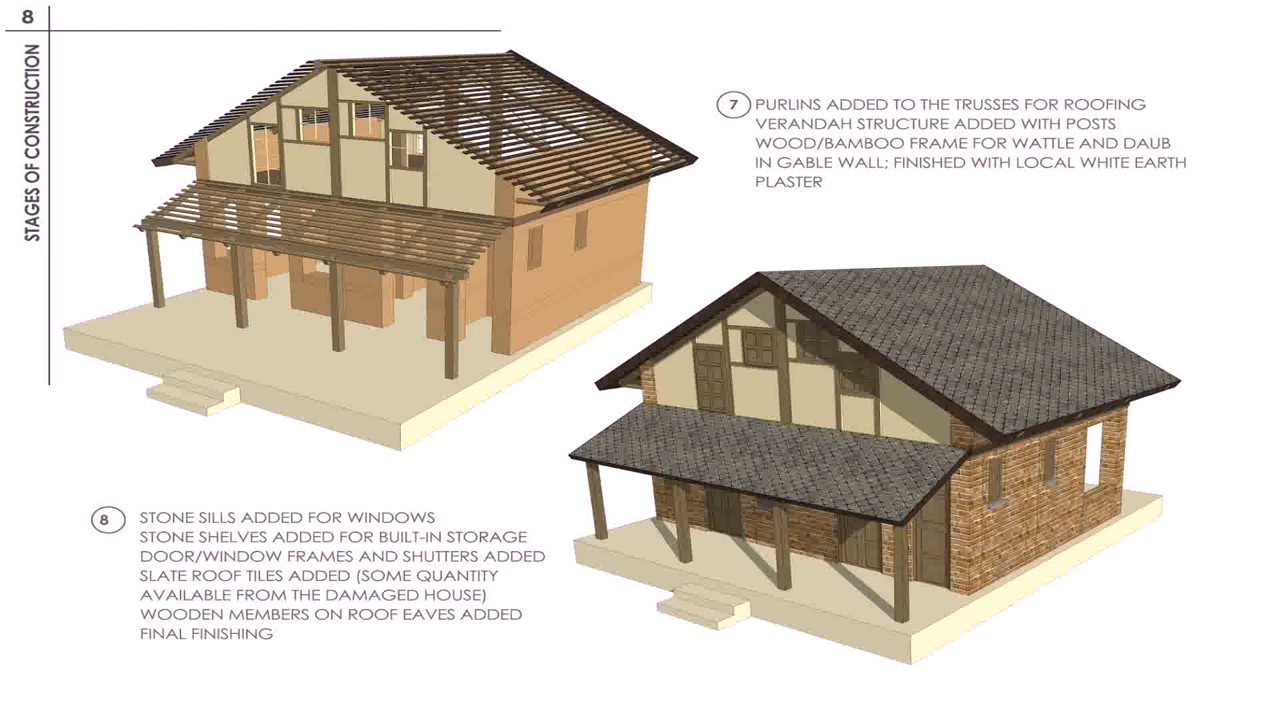 8
STAGES OF CONSTRUCTION
7
PURLINS ADDED TO THE TRUSSES FOR ROOFING
VERANDAH STRUCTURE ADDED WITH POSTS
WOOD/BAMBOO FRAME FOR WATTLE AND DAUB
IN GABLE WALL; FINISHED WITH LOCAL WHITE EARTH
PLASTER
8
STONE SILLS ADDED FOR WINDOWS
STONE SHELVES ADDED FOR BUILT-IN STORAGE
DOOR/WINDOW FRAMES AND SHUTTERS ADDED
SLATE ROOF TILES ADDED (SOME QUANTITY
AVAILABLE FROM THE DAMAGED HOUSE)
WOODEN MEMBERS ON ROOF EAVES ADDED
FINAL FINISHING